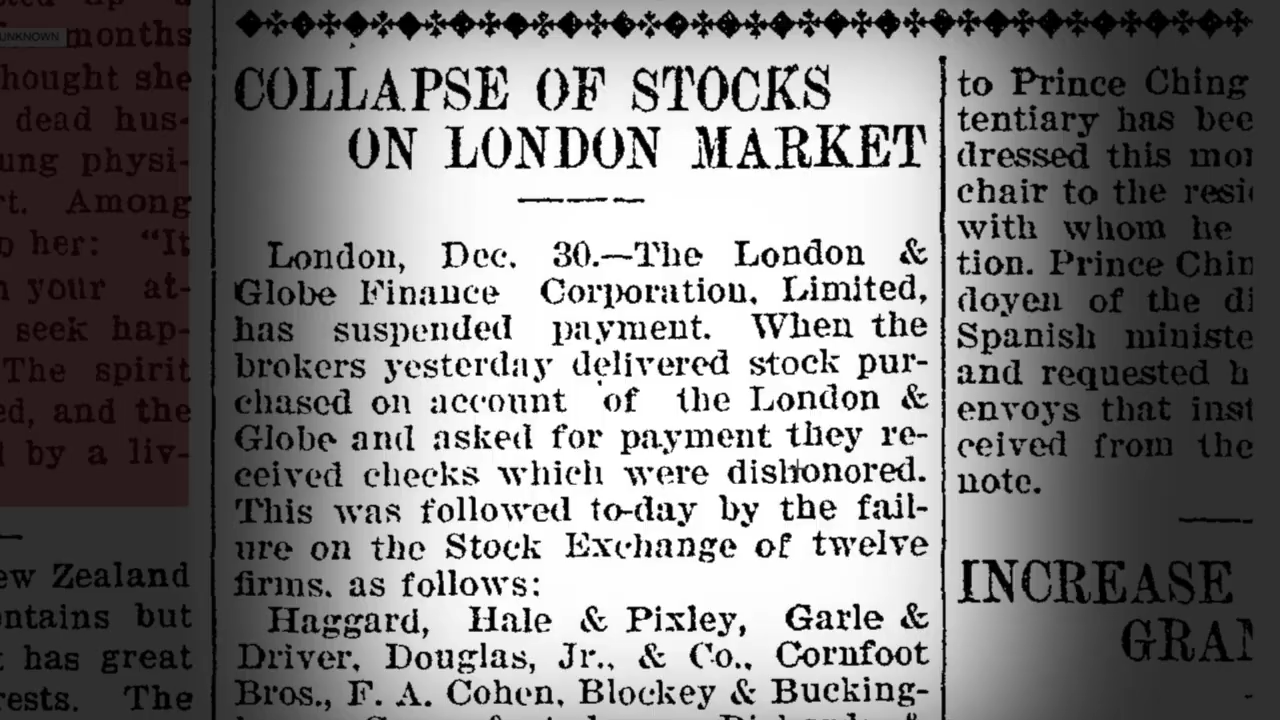 UNKNOWN
months
hought she
dead hus-
ung physi-
rt. Among
her: "It
your at-
seek hap-
The spirit
ed, and the
by a liv-
ew Zealand
ntains but
has great
rests. The
COLLAPSE OF STOCKS
ON LONDON MARKET
London, Dec. 30.—The London &
Globe Finance Corporation, Limited,
has suspended payment. When the
brokers yesterday delivered stock pur-
chased on account of the London &
Globe and asked for payment they re-
ceived checks which were dishonored.
This was followed to-day by the fail-
ure on the Stock Exchange of twelve
firms, as follows:
Haggard, Hale & Pixley, Garle &
Driver, Douglas, Jr., & Co., Cornfoot
Bros., F. A. Cohen, Blockey & Bucking-
to Prince Ching
tentiary has bee
dressed this mor
chair to the resi
with whom he
tion. Prince Chin
doyen of the di
Spanish ministe
and requested h
envoys that inst
ceived from the
note.
INCREASE
GRAN